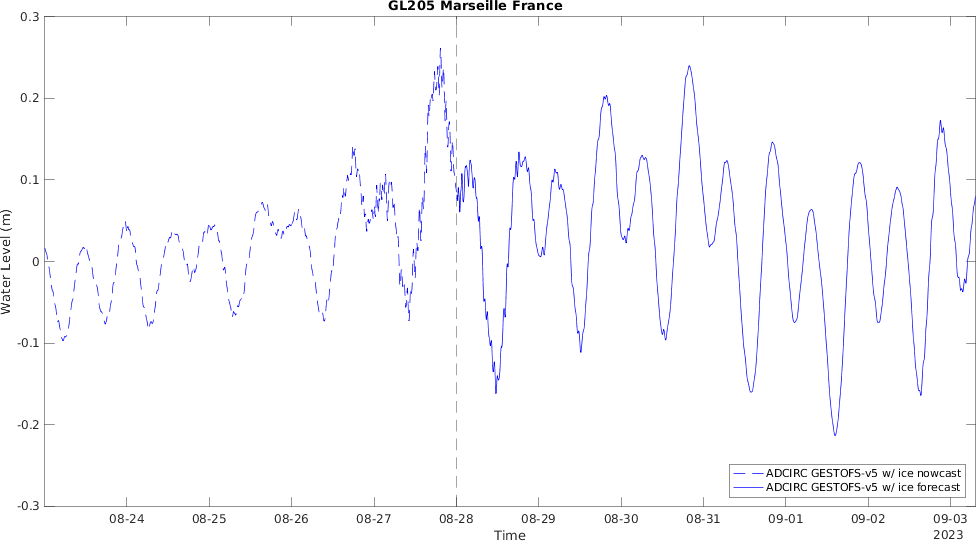 GL205 Marseille France
Water Level (m)
0.3
0.2
0.1
0
-0.1
-0.2
-0.3
ADCIRC GESTOFS-v5 w/ ice nowcast
ADCIRC GESTOFS-v5 w/ ice forecast
08-24 08-25 08-26 08-27 08-28 08-29 08-30 08-31 09-01 09-02 09-03
Time
2023